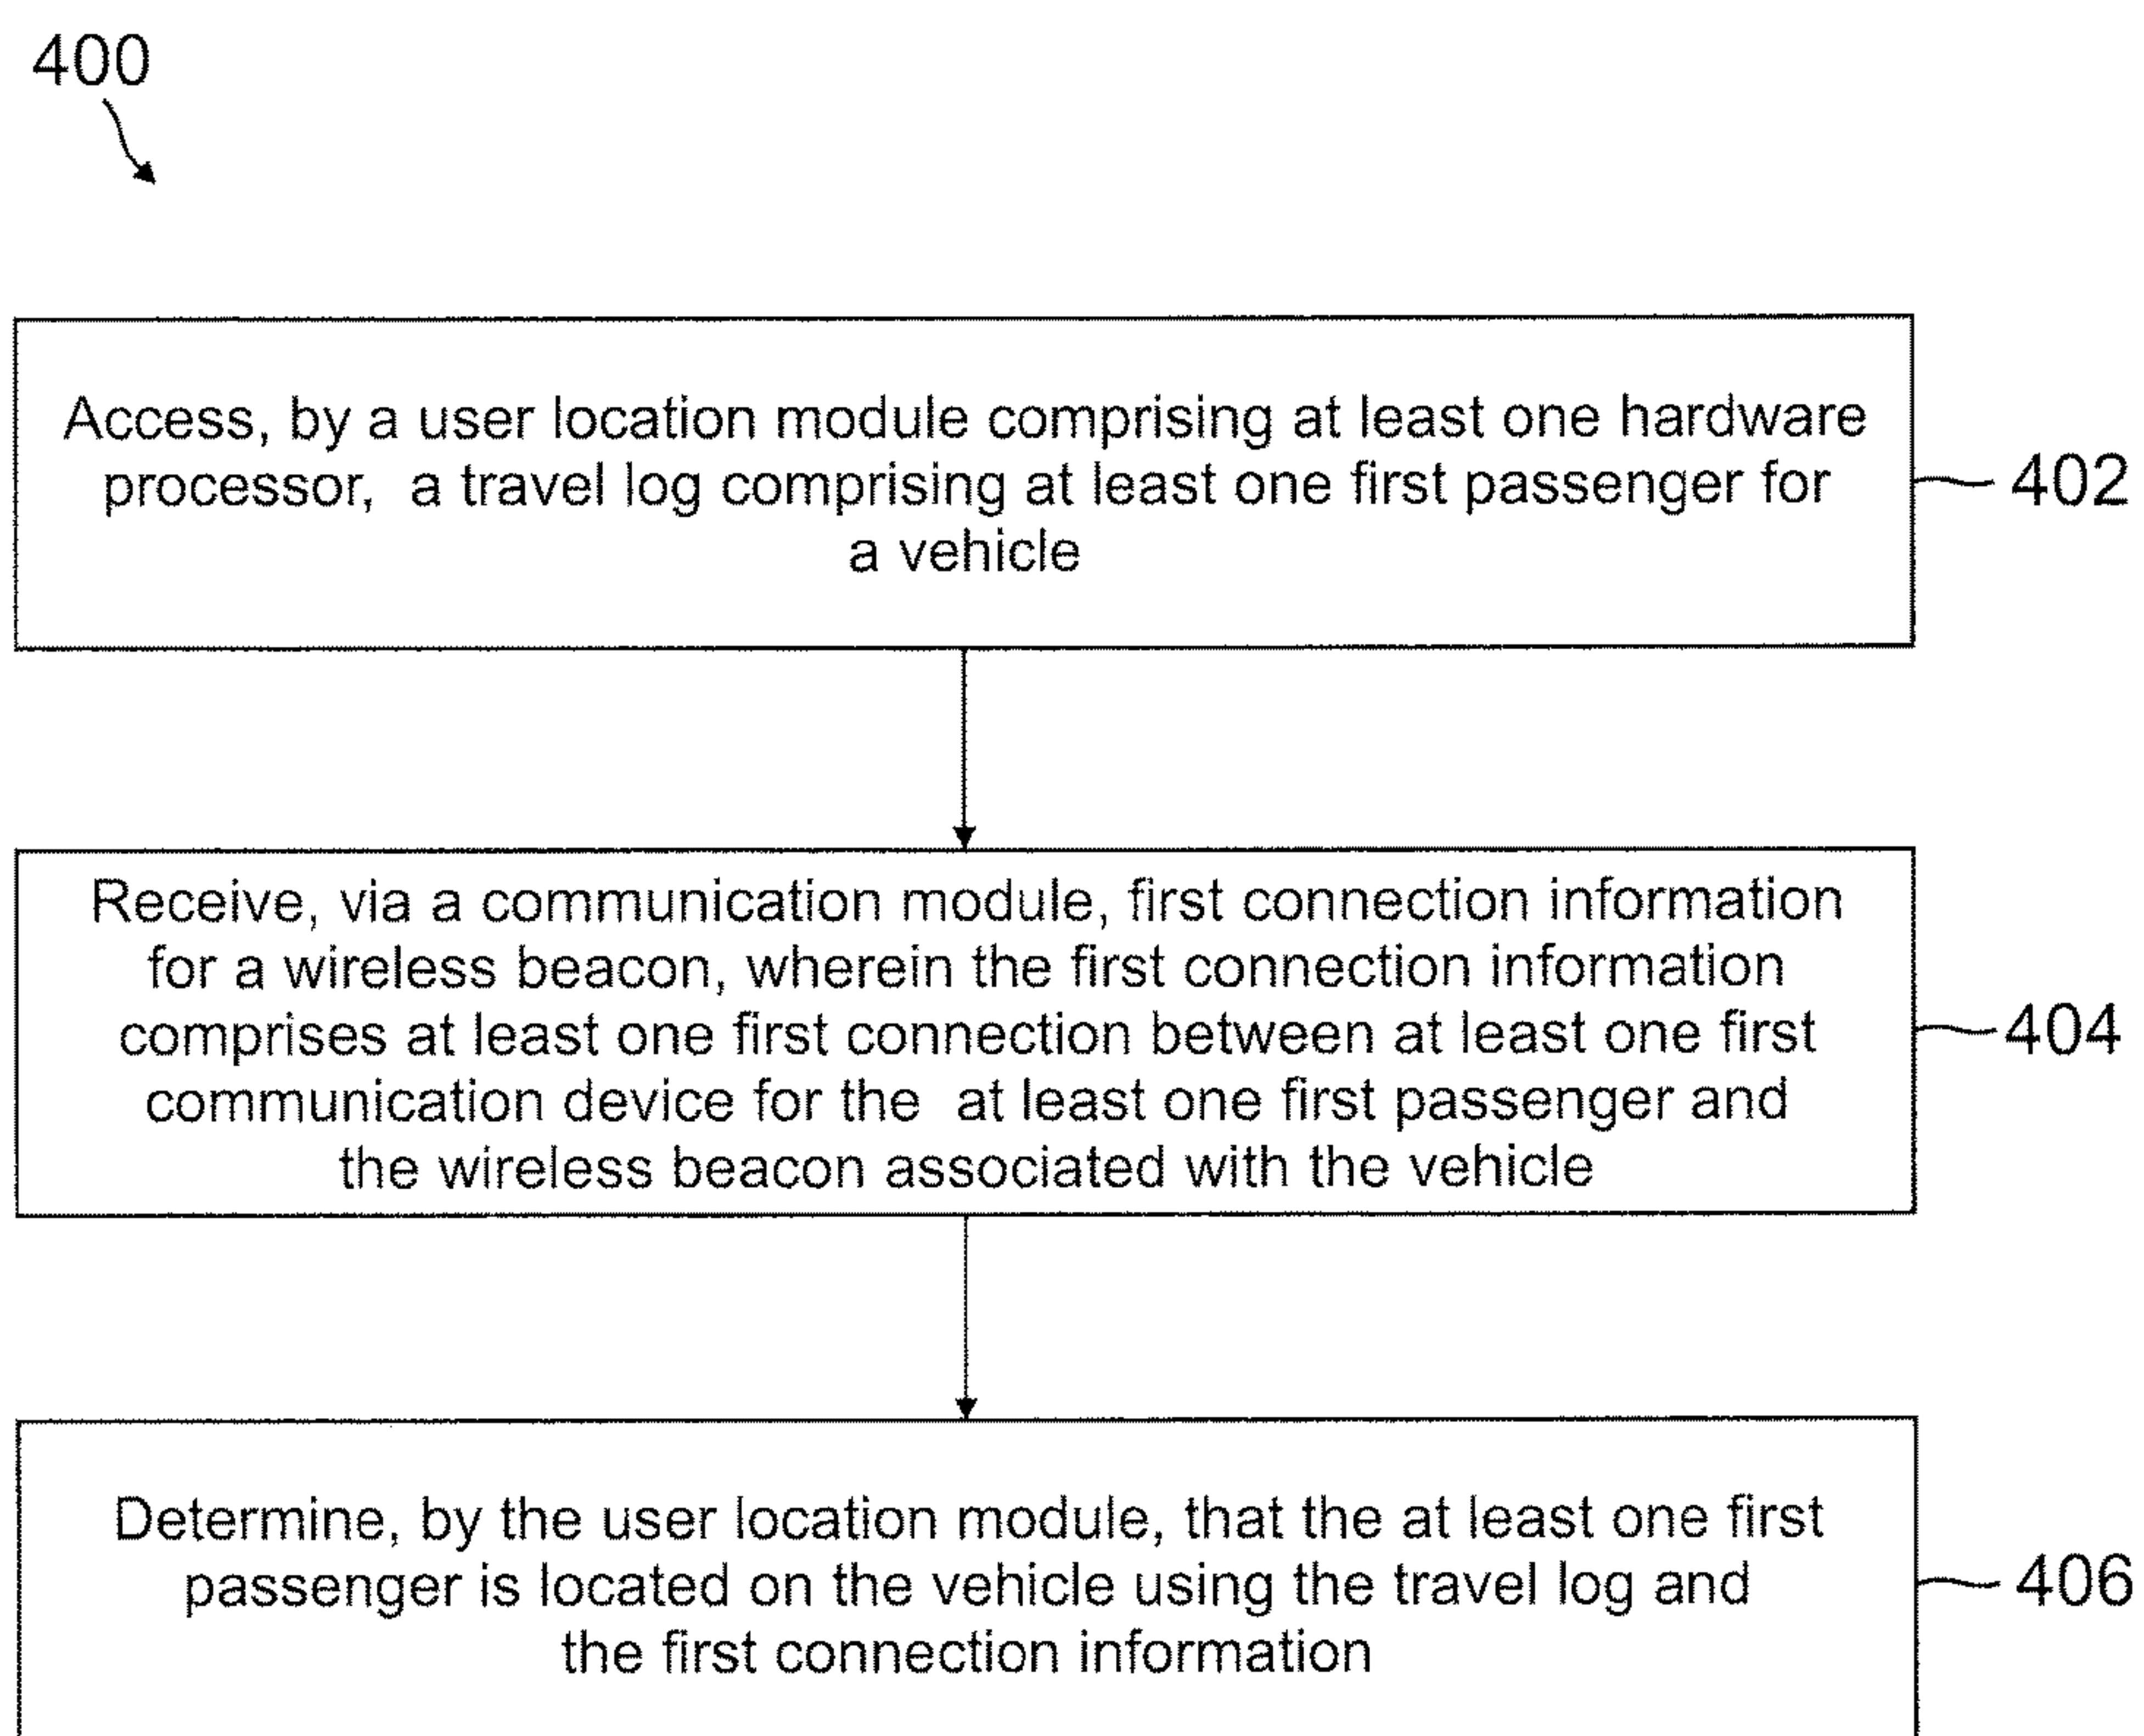 400
Access, by a user location module comprising at least one hardware
processor, a travel log comprising at least one first passenger for
a vehicle
402
Receive, via a communication module, first connection information
for a wireless beacon, wherein the first connection information
comprises at least one first connection between at least one first
communication device for the at least one first passenger and
the wireless beacon associated with the vehicle
404
Determine, by the user location module, that the at least one first
passenger is located on the vehicle using the travel log and
the first connection information
406